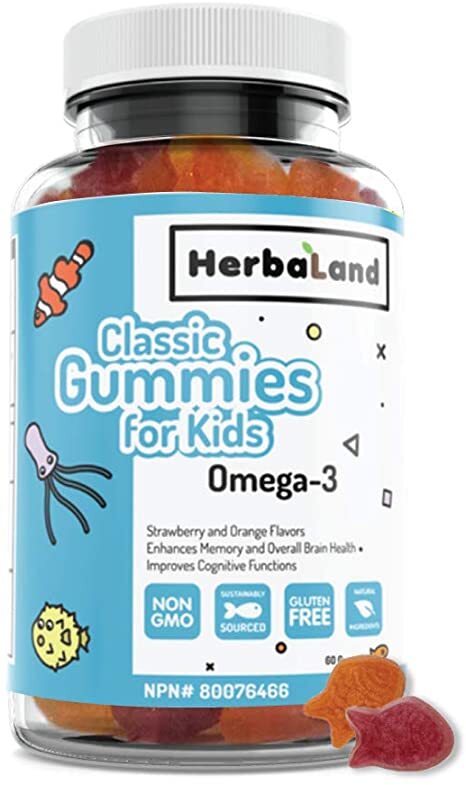 HerbaLand
Classic
Gummies
for Kids
Omega-3
Strawberry and Orange Flavors
Enhances Memory and Overall Brain Health •
Improves Cognitive Functions
NON
GMO
SUSTAINABLY
SOURCED
GLUTEN
FREE
NATURAL
INGREDIENTS
60
NPN# 80076466